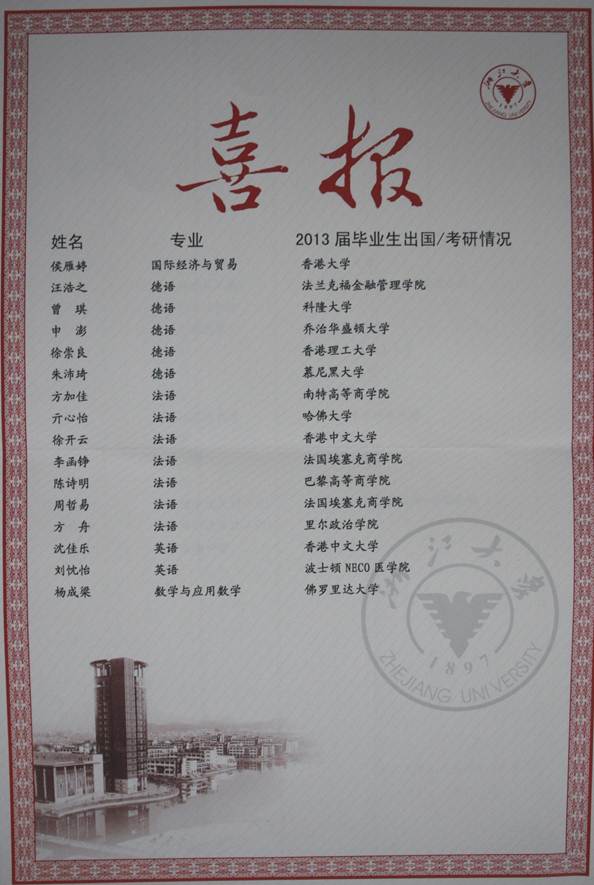 浙江大学
1897
ZHEJIANG UNIVERSITY
喜报
姓名 专业 2013届毕业生出国/考研情况
侯雁婷 国际经济与贸易 香港大学
汪浩之 德语 法兰克福金融管理学院
曾琪 德语 科隆大学
申澎 德语 乔治华盛顿大学
徐崇良 德语 香港理工大学
朱沛琦 德语 慕尼黑大学
方加佳 法语 南特高等商学院
亓心怡 法语 哈佛大学
徐开云 法语 香港中文大学
李函铮 法语 法国埃塞克商学院
陈诗明 法语 巴黎高等商学院
周哲易 法语 法国埃塞克商学院
方舟 法语 里尔政治学院
沈佳乐 英语 香港中文大学
刘忱怡 英语 波士顿NECO医学院
杨成梁 数学与应用数学 佛罗里达大学
浙江大学
1897
ZHEJIANG UNIVERSITY